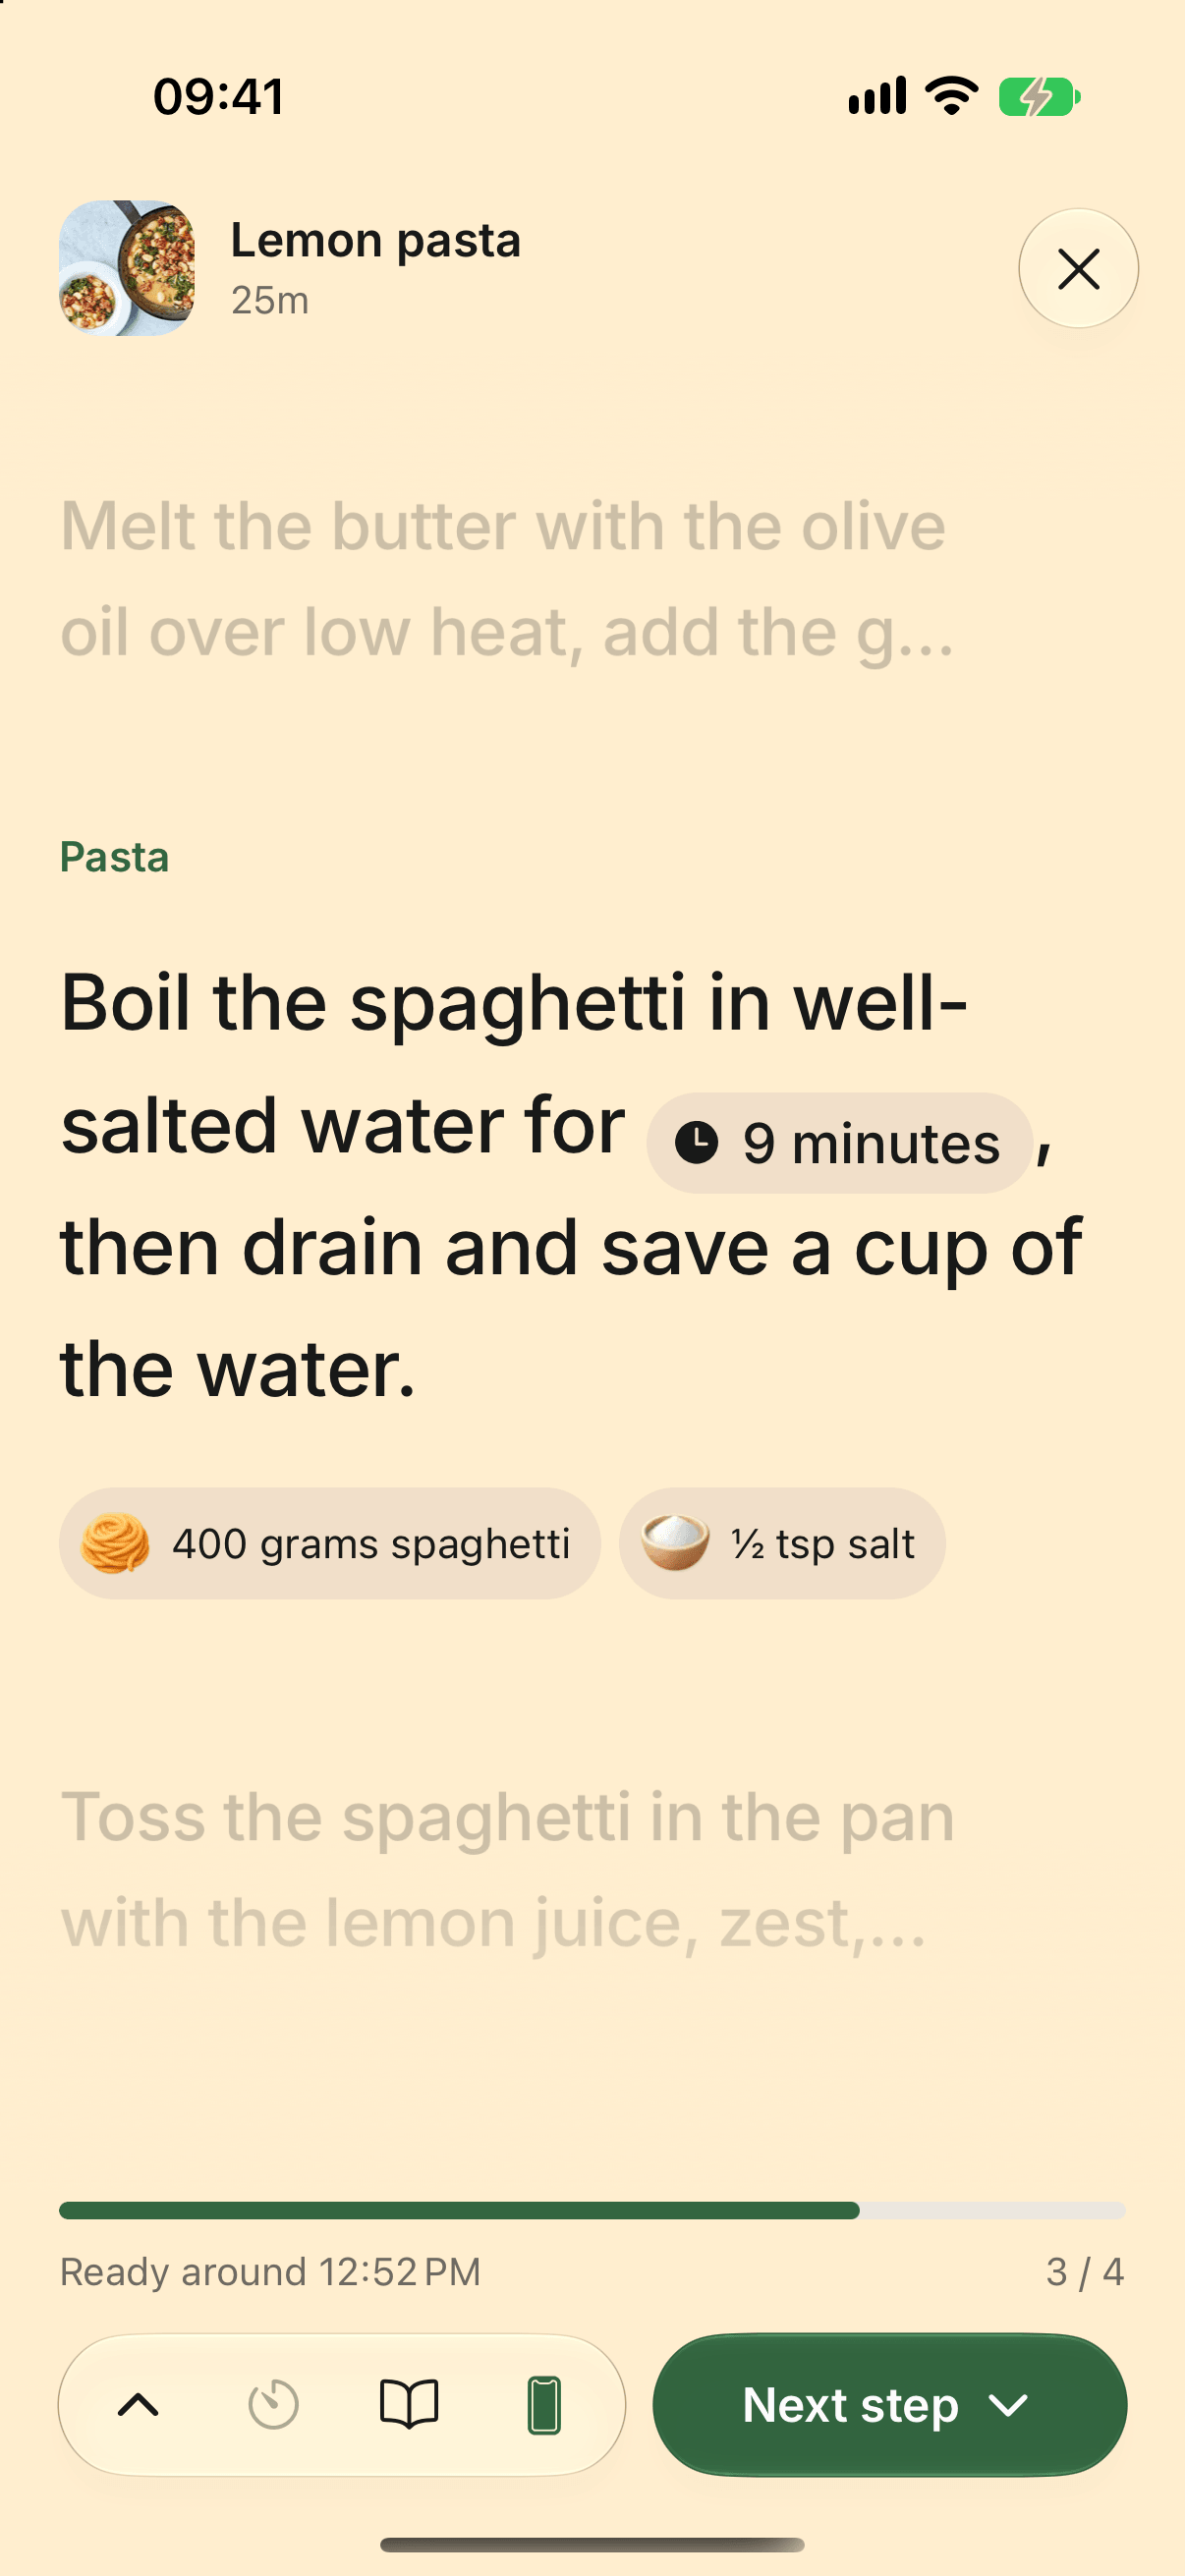 09:41
Lemon pasta
25m
Melt the butter with the olive
oil over low heat, add the g...
Pasta
Boil the spaghetti in well-
salted water for 9 minutes,
then drain and save a cup of
the water.
400 grams spaghetti
½ tsp salt
Toss the spaghetti in the pan
with the lemon juice, zest,...
Ready around 12:52 PM
3 / 4
Next step